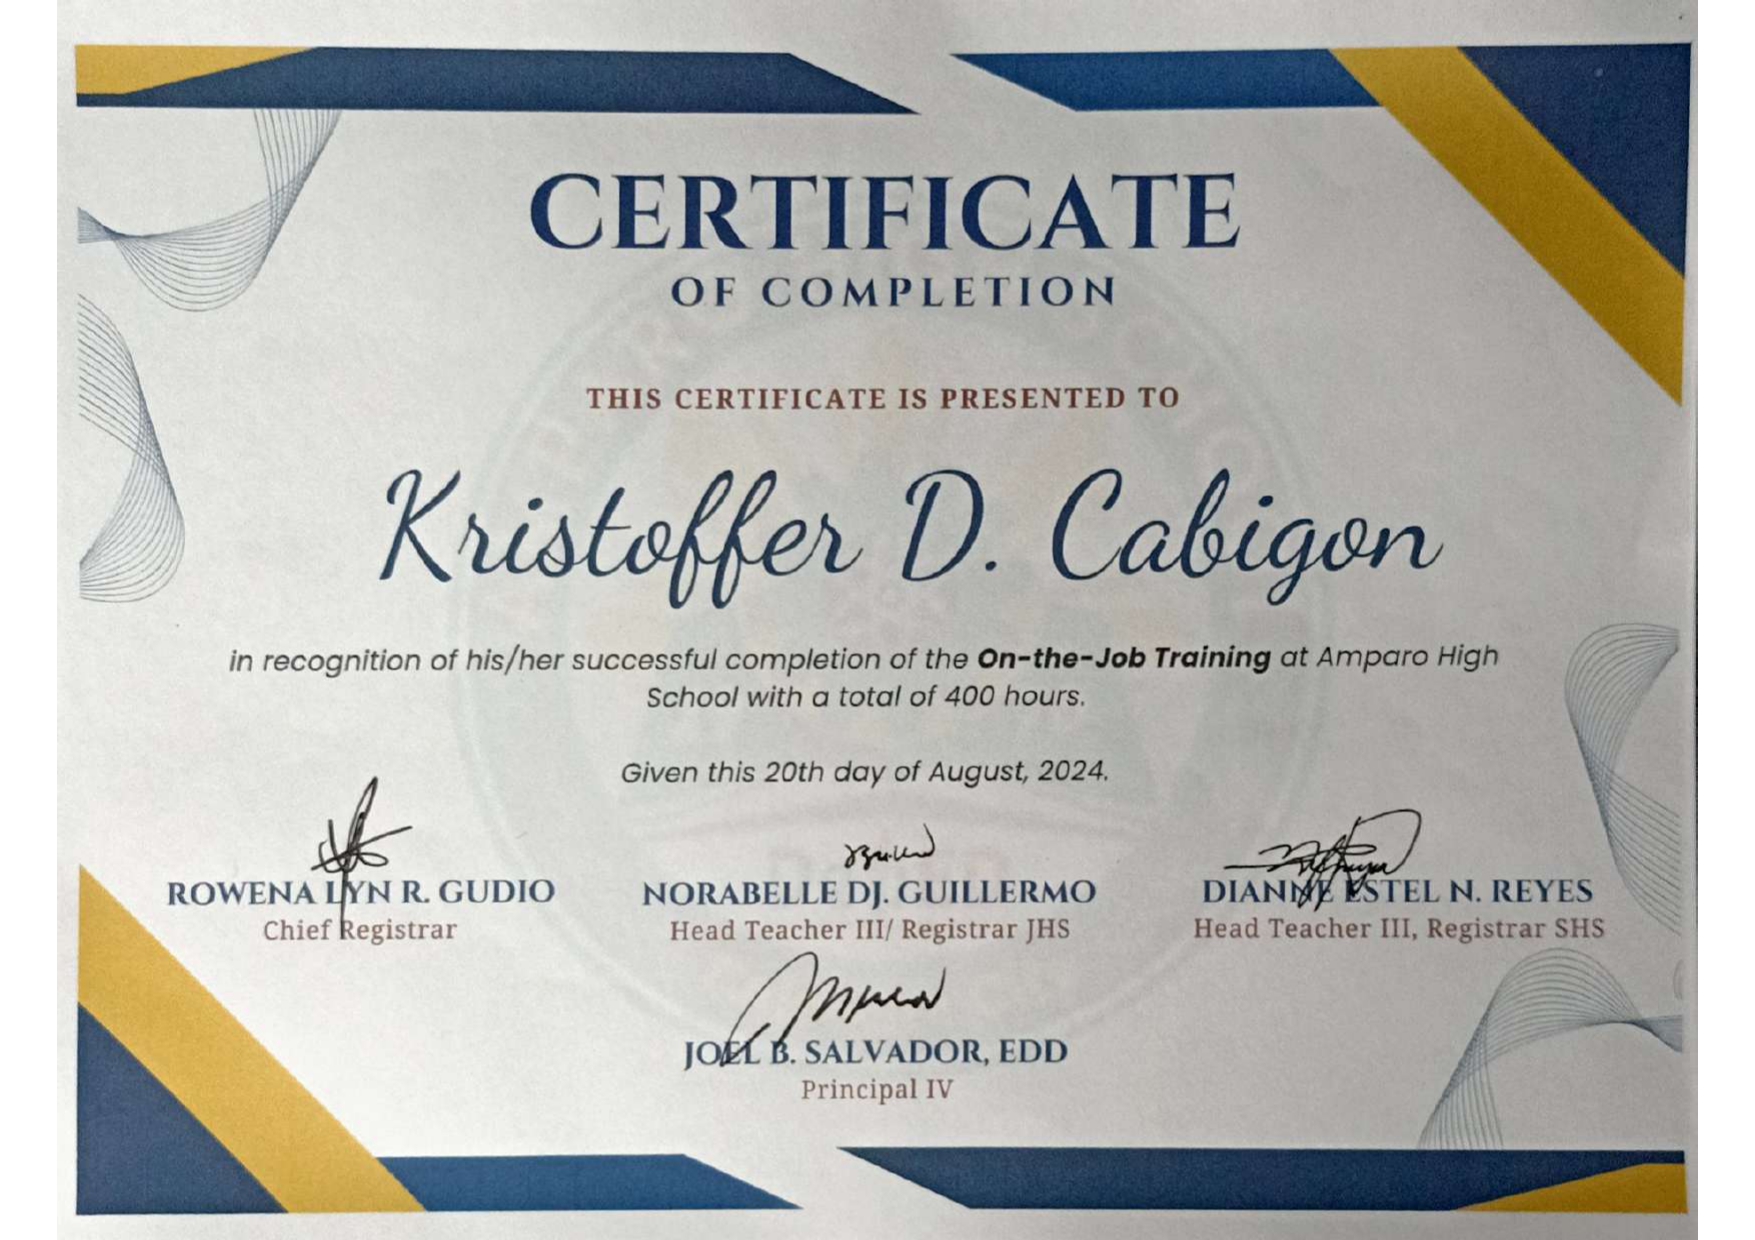 CERTIFICATE
OF COMPLETION
THIS CERTIFICATE IS PRESENTED TO
Kristoffer D. Cabigon
in recognition of his/her successful completion of the On-the-Job Training at Amparo High
School with a total of 400 hours.
Given this 20th day of August, 2024.
ROWENA LYN R. GUDIO
Chief Registrar
NORABELLE DJ. GUILLERMO
Head Teacher III/ Registrar JHS
DIANNE ESTEL N. REYES
Head Teacher III, Registrar SHS
JOEL B. SALVADOR, EDD
Principal IV